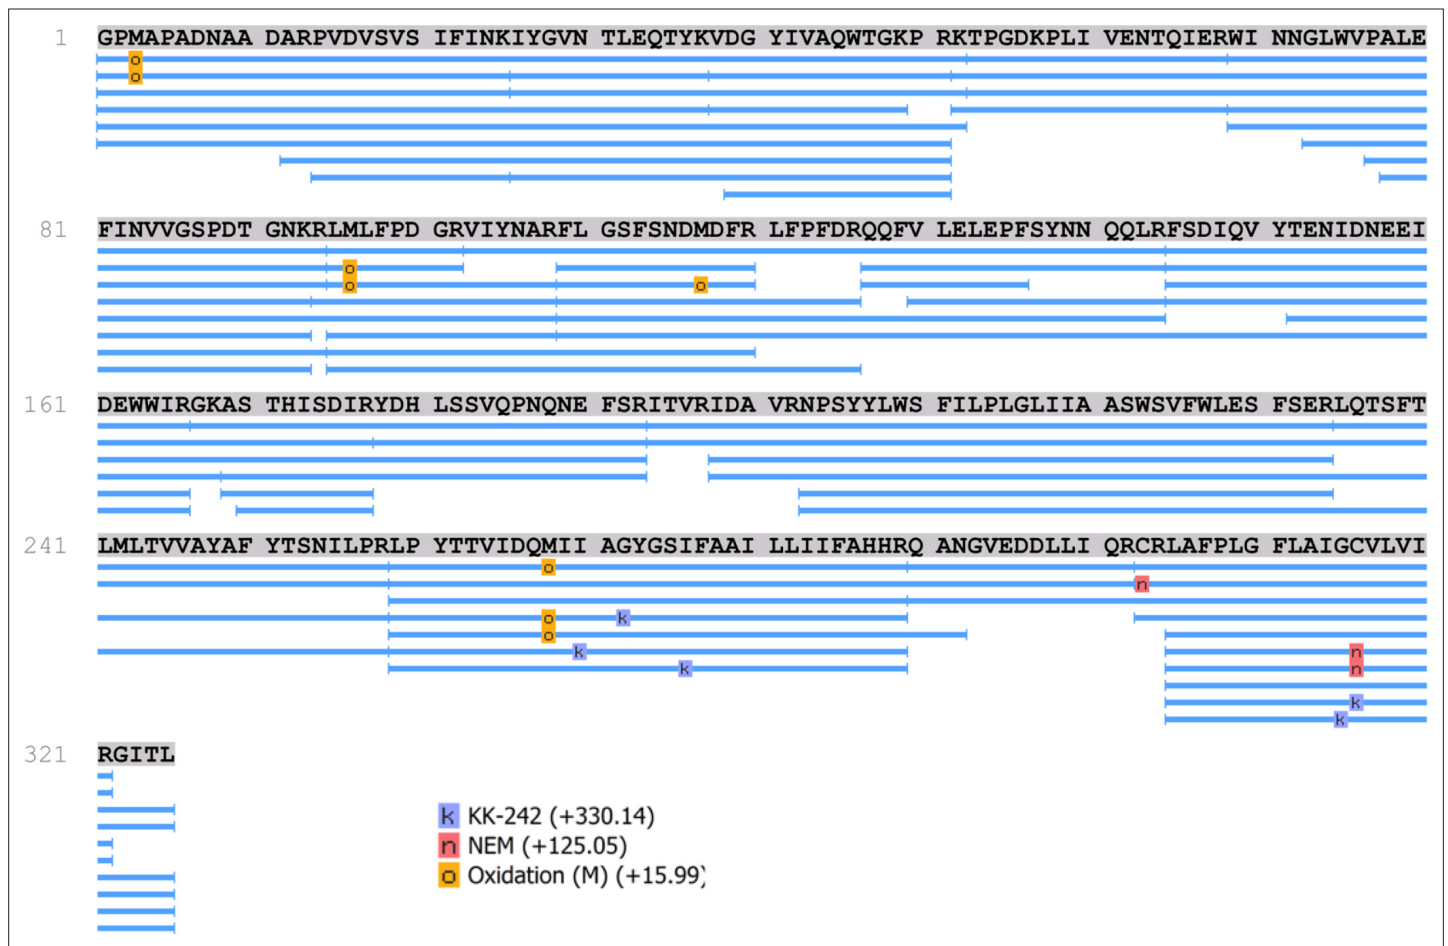 1 GPMAPADNAA DARPVDVSVS IFINKIYGVN TLEQTYKVDG YIVAQWTGKP RKTPGDKPLI VENTQIERWI NNGLWVPALE
o
o
81 FINVVGSPDT GNKRLMLFPD GRVIYNARFL GSFSNDMDFR LFPFDRQQFV LELEPFSYNN QQLRFSDIQV YTENIDNEEI
o
o o
161 DEWWIRGKAS THISDIRYDH LSSVQPNQNE FSRITVRIDA VRNPSYYLWS FILPLGLIIA ASWSVFWLES FSERLQTSFT
241 LMLTVVAYAF YTSNILPRLP YTTVIDQMII AGYGSIFAAI LLIIFAHHRQ ANGVEDDLLI QRCRLAFPLG FLAIGCVLVI
o
n
o k
o
k n
k n
k
k
321 RGITL
k KK-242 (+330.14)
n NEM (+125.05)
o Oxidation (M) (+15.99)